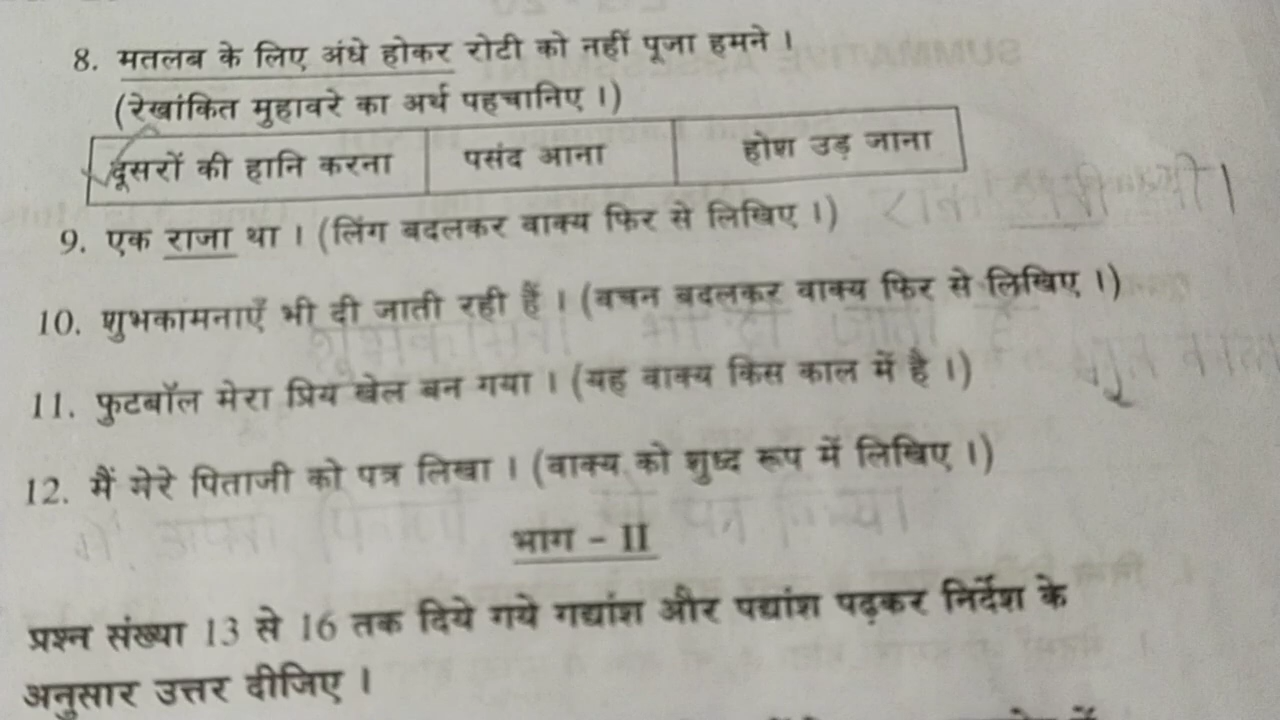 8. मतलब के लिए अंधे होकर रोटी को नहीं पूजा हमने ।
(रेखांकित मुहावरे का अर्थ पहचानिए ।)
दूसरों की हानि करना पसंद आना होश उड़ जाना
9. एक राजा था । (लिंग बदलकर वाक्य फिर से लिखिए ।)
10. शुभकामनाएँ भी दी जाती रही हैं । (वचन बदलकर वाक्य फिर से लिखिए ।)
11. फुटबॉल मेरा प्रिय खेल बन गया । (यह वाक्य किस काल में है ।)
भूत काल
12. मैं मेरे पिताजी को पत्र लिखा । (वाक्य को शुध्द रूप में लिखिए ।)
भाग - II
प्रश्न संख्या 13 से 16 तक दिये गये गद्यांश और पद्यांश पढ़कर निर्देश के
अनुसार उत्तर दीजिए ।